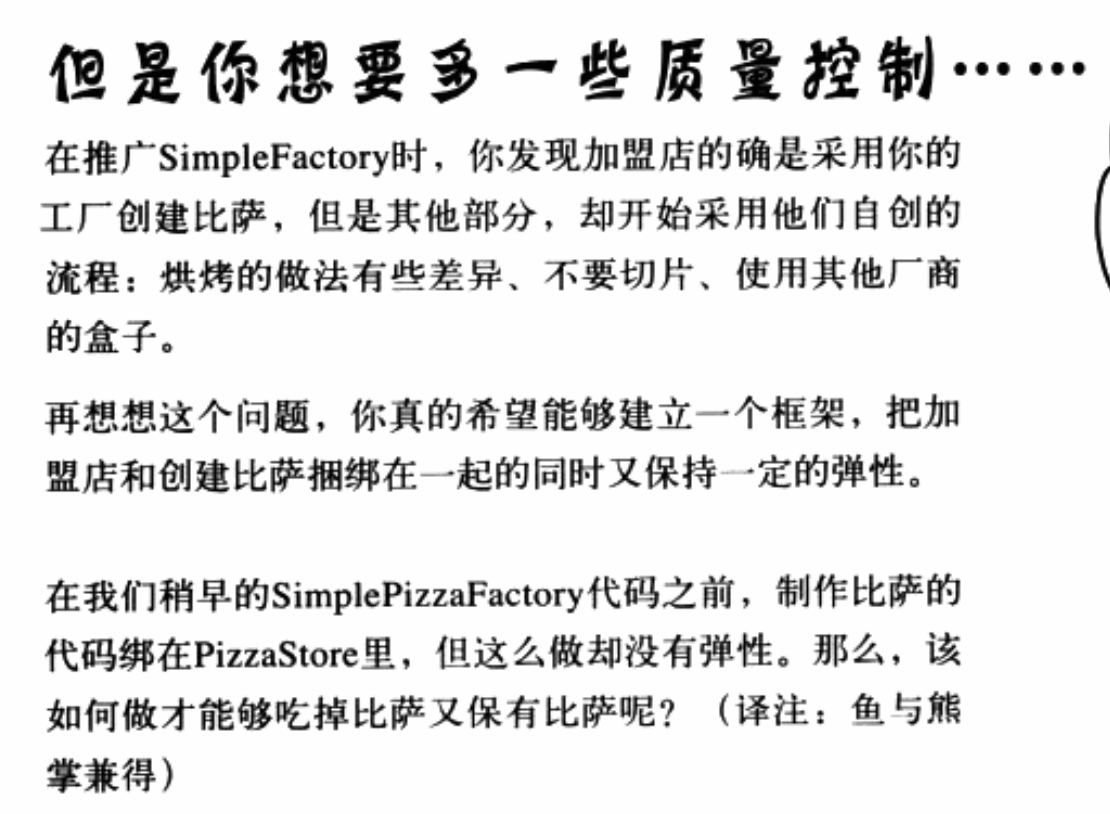 但是你想要多一些质量控制……
在推广SimpleFactory时，你发现加盟店的确是采用你的
工厂创建比萨，但是其他部分，却开始采用他们自创的
流程：烘烤的做法有些差异、不要切片、使用其他厂商
的盒子。
再想想这个问题，你真的希望能够建立一个框架，把加
盟店和创建比萨捆绑在一起的同时又保持一定的弹性。
在我们稍早的SimplePizzaFactory代码之前，制作比萨的
代码绑在PizzaStore里，但这么做却没有弹性。那么，该
如何做才能够吃掉比萨又保有比萨呢？（译注：鱼与熊
掌兼得）